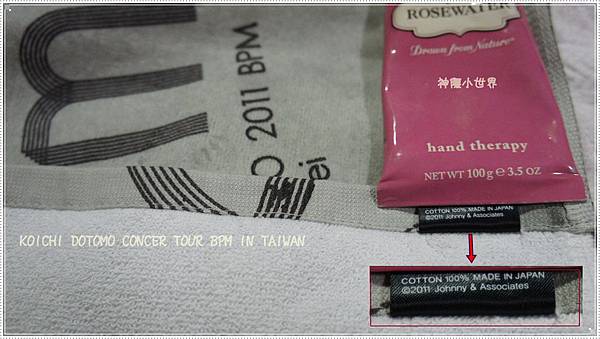 ROSEWATER
Drawn from Nature
神龍小世界
hand therapy
NET WT 100g e 3.5 OZ
2011 BPM
ei
COTTON 100% MADE IN JAPAN
©2011 Johnny & Associates
KOICHI DOTOMO CONCER TOUR BPM IN TAIWAN
COTTON 100% MADE IN JAPAN
©2011 Johnny & Associates